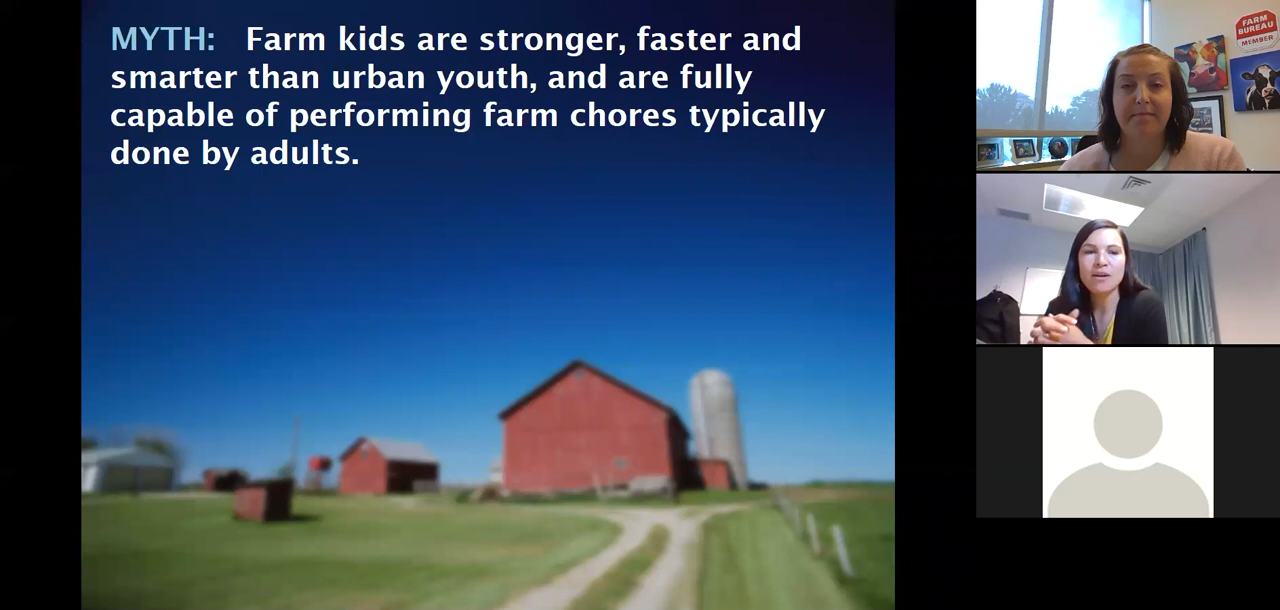 MYTH: Farm kids are stronger, faster and
smarter than urban youth, and are fully
capable of performing farm chores typically
done by adults.
FARM
BUREAU
MEMBER